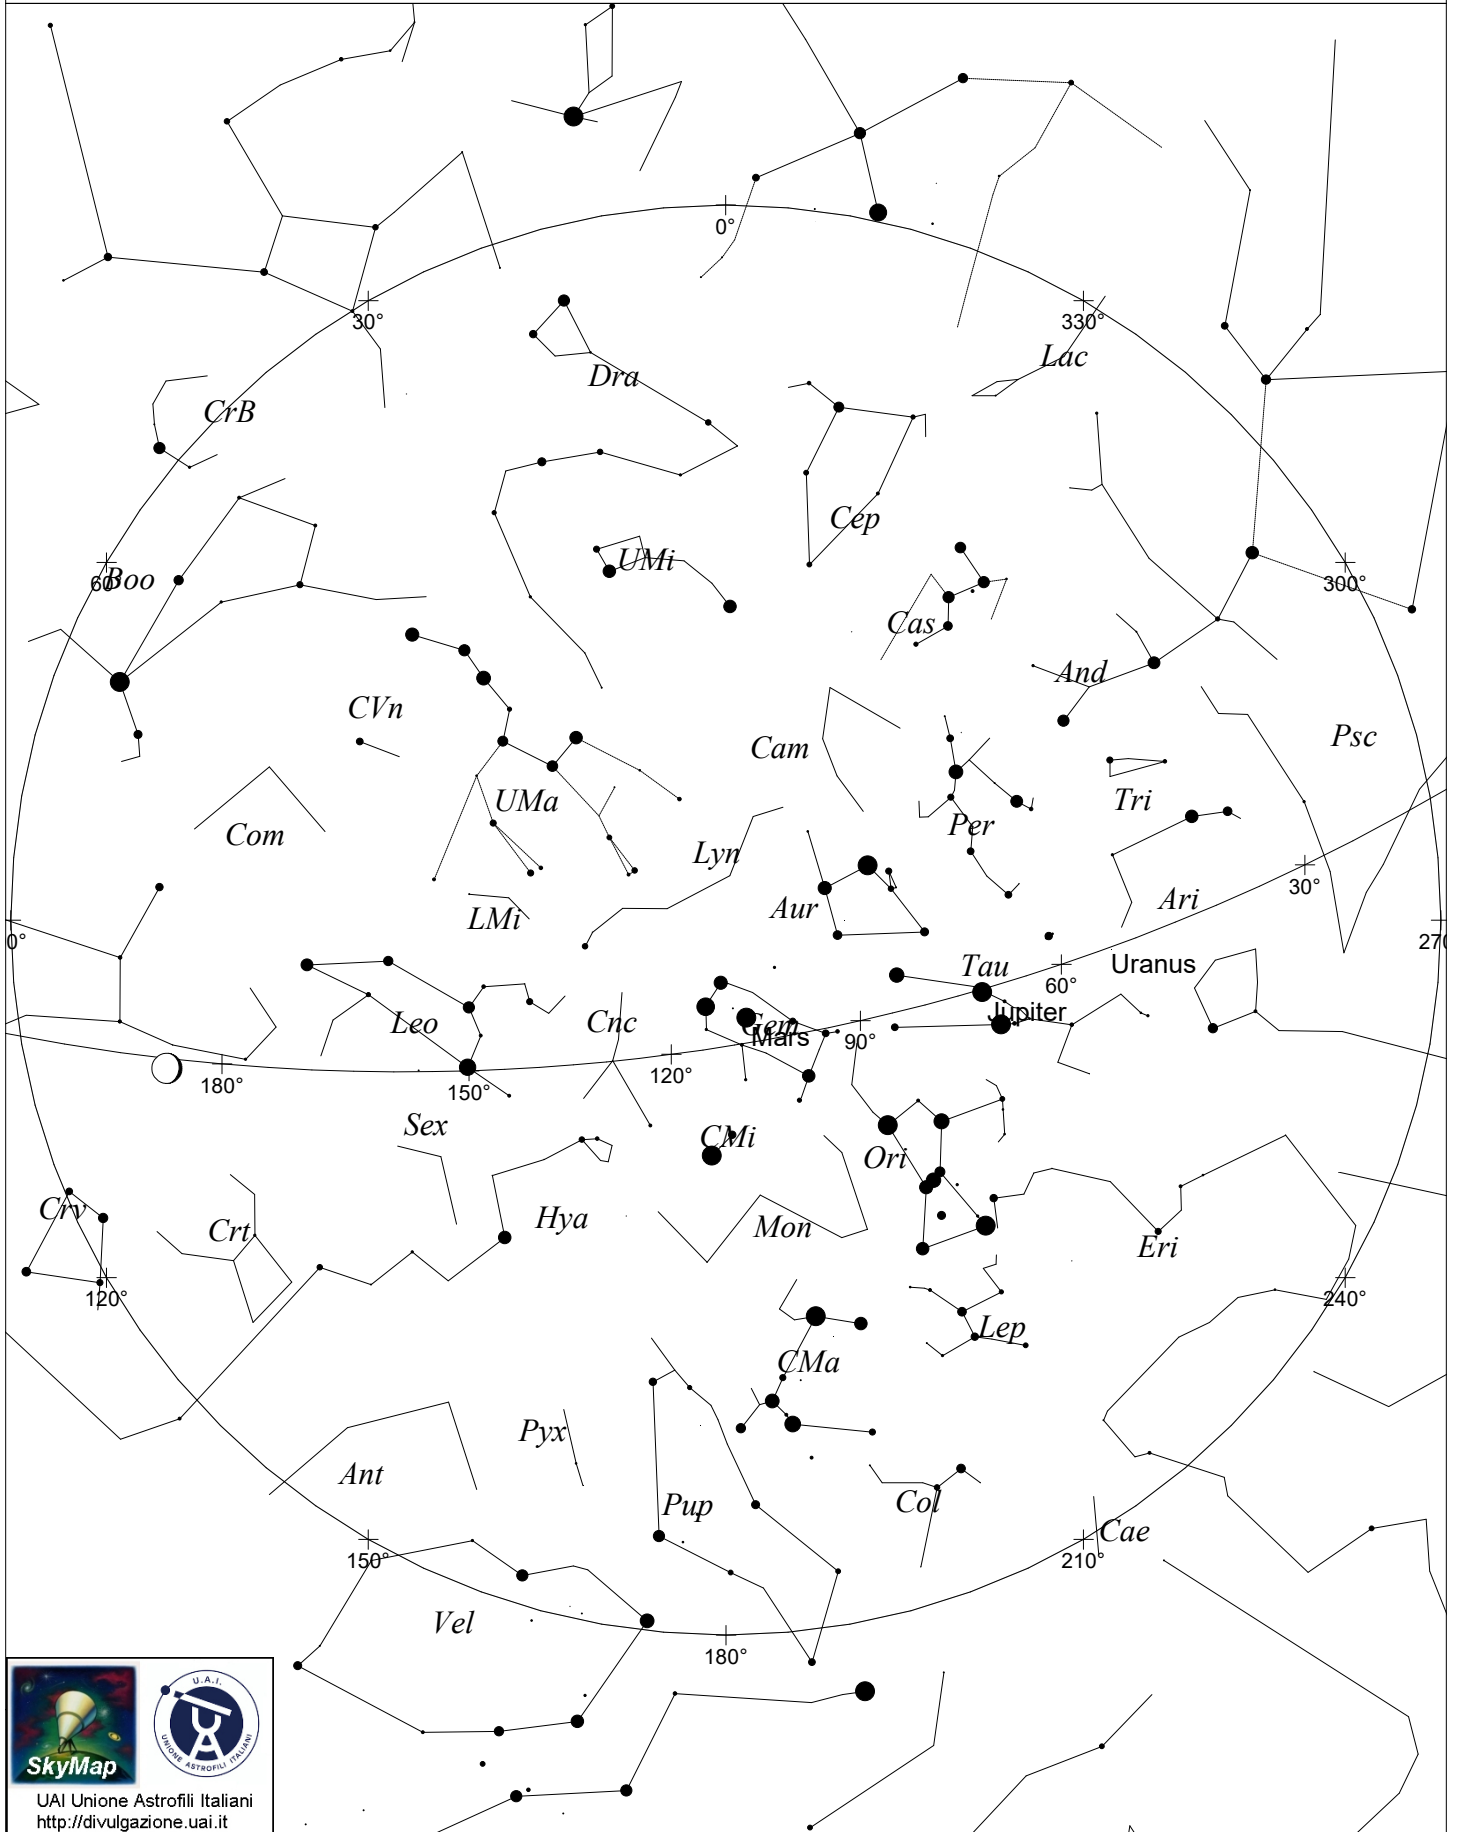 0°
30°
330°
Lac
Dra
CrB
Cep
UMi
60
Boo
300°
Cas
And
CVn
Psc
Cam
UMa
Tri
Com
Per
Lyn
30°
Ari
Aur
LMi
0°
270
Tau
Uranus
60°
Jupiter
Leo
Cnc
Gem
Mars
90°
120°
180°
150°
Sex
CMi
Ori
Crv
Crt
Hya
Mon
Eri
120°
240°
Lep
CMa
Pyx
Ant
Pup
Col
Cae
150°
210°
Vel
180°
U.A.I.
UNIONE ASTROFILI ITALIANI
SkyMap
UAI Unione Astrofili Italiani
http://divulgazione.uai.it